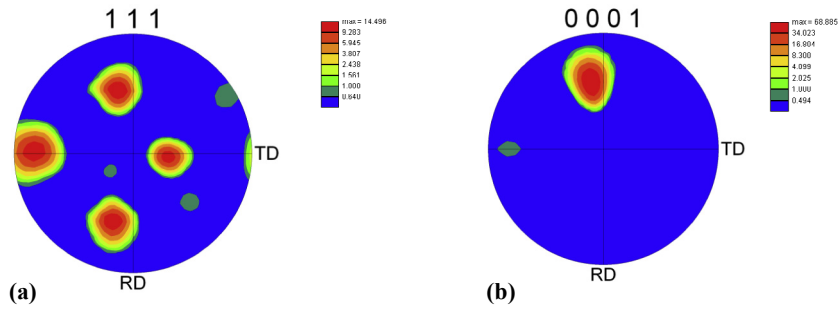 1 1 1
max = 14.496
9.283
5.945
3.807
2.438
1.561
1.000
0.640
TD
RD
(a)
0 0 0 1
max = 68.885
34.023
16.804
8.300
4.099
2.025
1.000
0.494
TD
RD
(b)